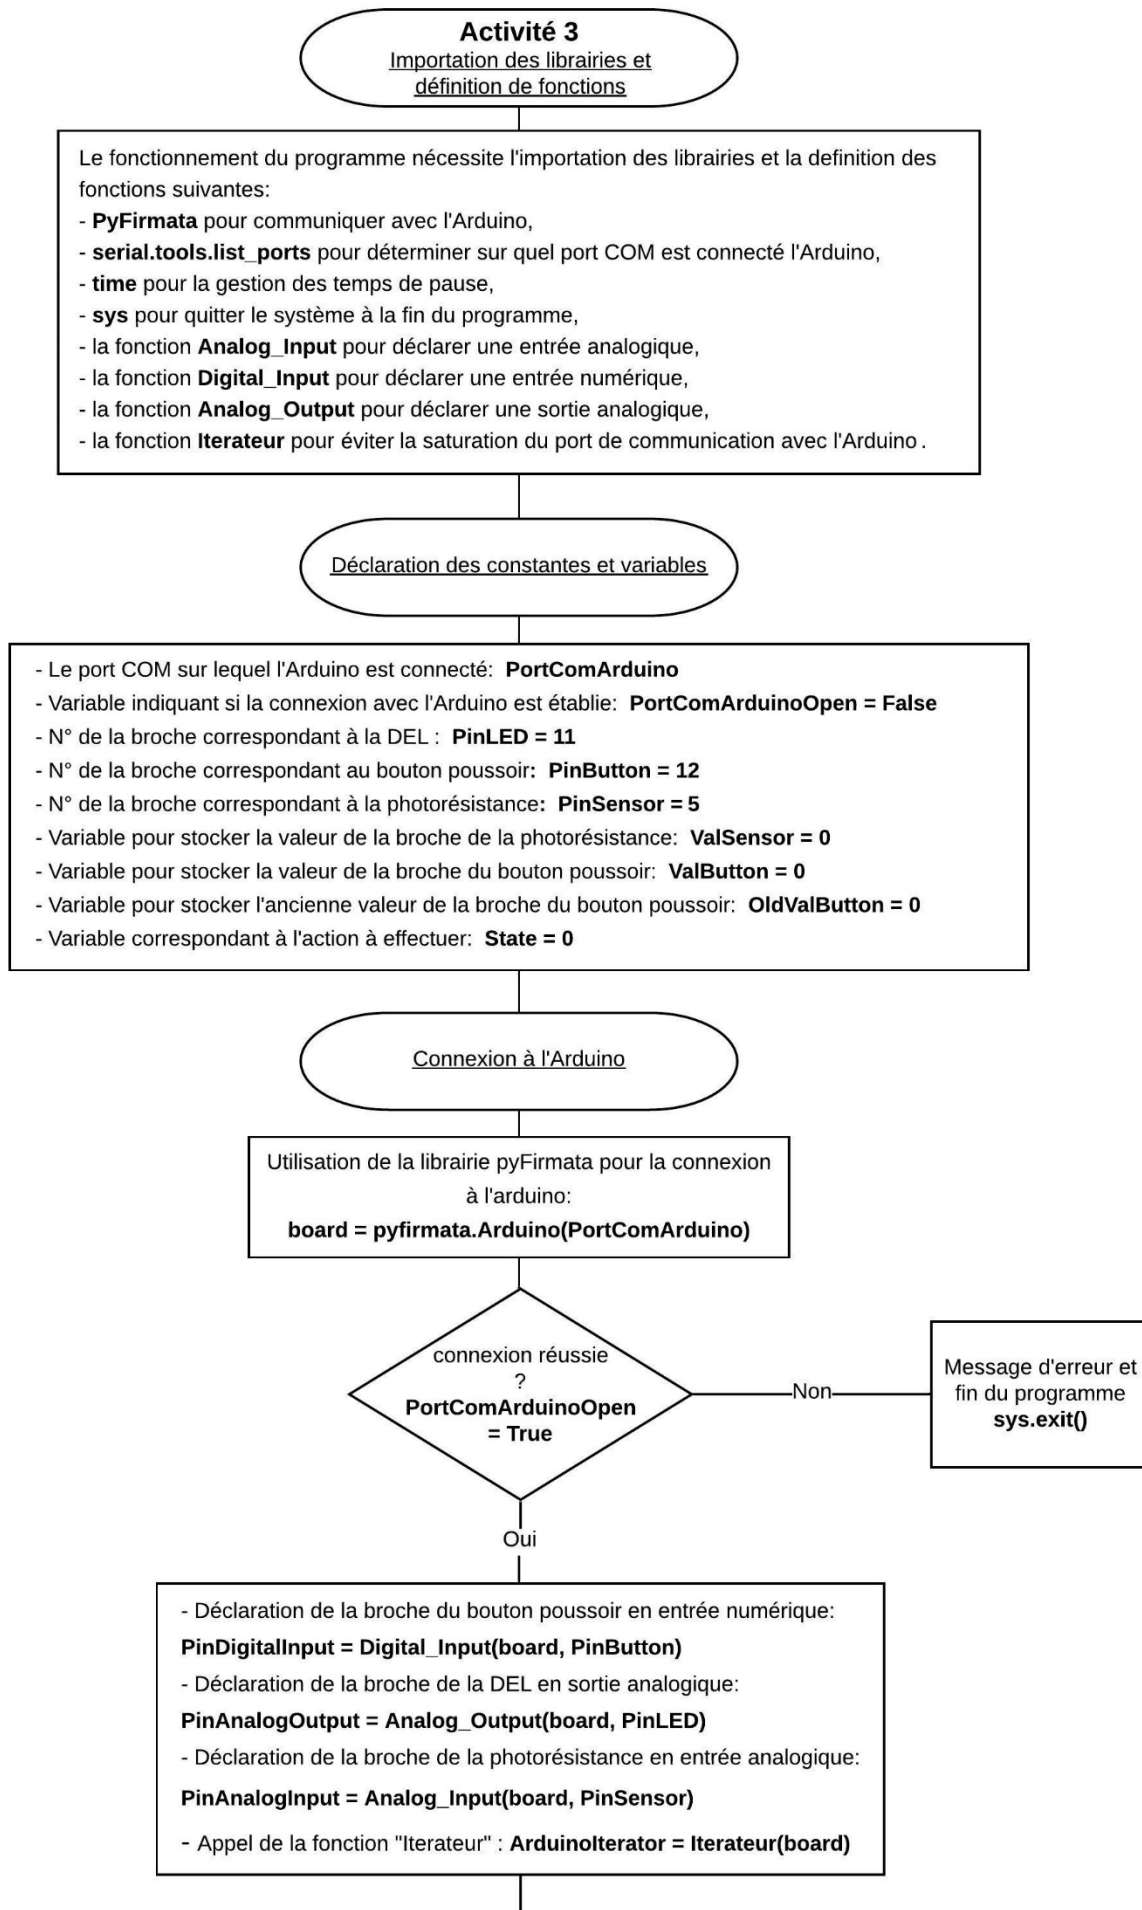 Activité 3
Importation des librairies et
définition de fonctions
Le fonctionnement du programme nécessite l'importation des librairies et la definition des
fonctions suivantes:
- PyFirmata pour communiquer avec l'Arduino,
- serial.tools.list_ports pour déterminer sur quel port COM est connecté l'Arduino,
- time pour la gestion des temps de pause,
- sys pour quitter le système à la fin du programme,
- la fonction Analog_Input pour déclarer une entrée analogique,
- la fonction Digital_Input pour déclarer une entrée numérique,
- la fonction Analog_Output pour déclarer une sortie analogique,
- la fonction Iterateur pour éviter la saturation du port de communication avec l'Arduino.
Déclaration des constantes et variables
- Le port COM sur lequel l'Arduino est connecté: PortComArduino
- Variable indiquant si la connexion avec l'Arduino est établie: PortComArduinoOpen = False
- N° de la broche correspondant à la DEL : PinLED = 11
- N° de la broche correspondant au bouton poussoir: PinButton = 12
- N° de la broche correspondant à la photorésistance: PinSensor = 5
- Variable pour stocker la valeur de la broche de la photorésistance: ValSensor = 0
- Variable pour stocker la valeur de la broche du bouton poussoir: ValButton = 0
- Variable pour stocker l'ancienne valeur de la broche du bouton poussoir: OldValButton = 0
- Variable correspondant à l'action à effectuer: State = 0
Connexion à l'Arduino
Utilisation de la librairie pyFirmata pour la connexion
à l'arduino:
board = pyfirmata.Arduino(PortComArduino)
connexion réussie
?
PortComArduinoOpen
= True
Non
Message d'erreur et
fin du programme
sys.exit()
Oui
- Déclaration de la broche du bouton poussoir en entrée numérique:
PinDigitalInput = Digital_Input(board, PinButton)
- Déclaration de la broche de la DEL en sortie analogique:
PinAnalogOutput = Analog_Output(board, PinLED)
- Déclaration de la broche de la photorésistance en entrée analogique:
PinAnalogInput = Analog_Input(board, PinSensor)
- Appel de la fonction "Iterateur" : ArduinoIterator = Iterateur(board)